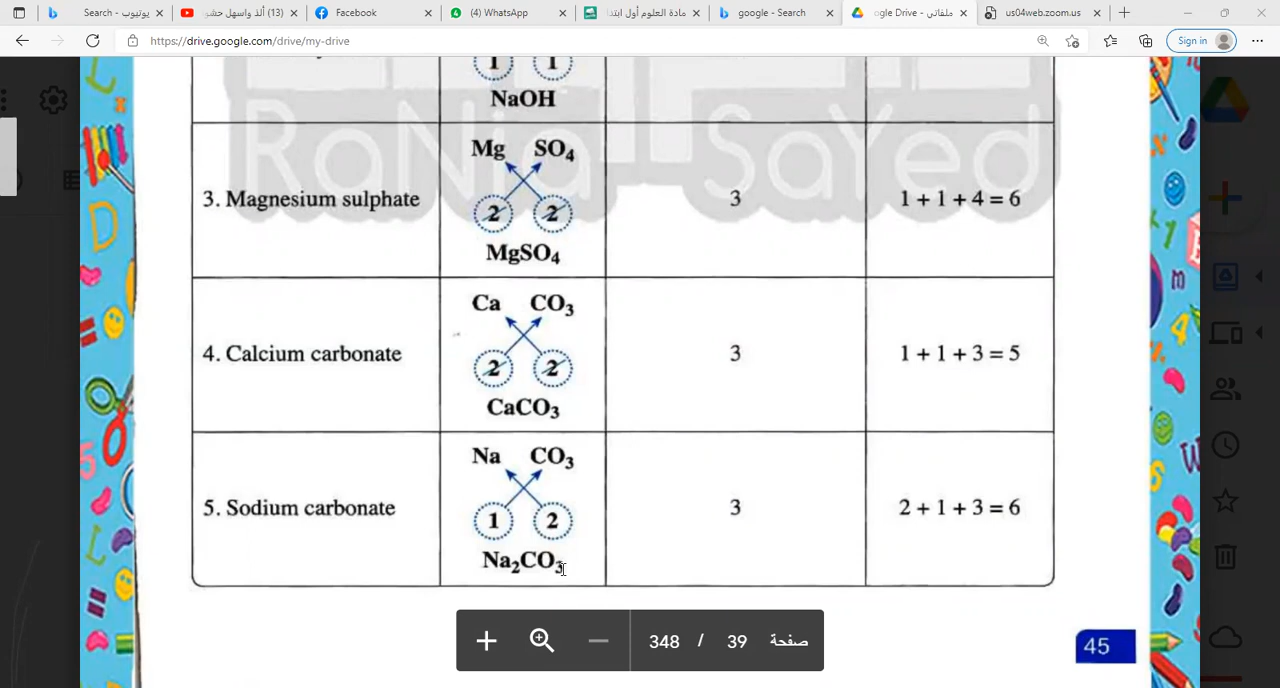 Search - يوتيوب
(13) ألذ واسهل حشو
Facebook
(4) WhatsApp
مادة العلوم أول ابتدا
google - Search
ogle Drive - ملفاتي
us04web.zoom.us
https://drive.google.com/drive/my-drive
Sign in
1 1
NaOH
RaNia SaYed
3. Magnesium sulphate
Mg SO₄
2 2
MgSO₄
3
1 + 1 + 4 = 6
4. Calcium carbonate
Ca CO₃
2 2
CaCO₃
3
1 + 1 + 3 = 5
5. Sodium carbonate
Na CO₃
1 2
Na₂CO₃
3
2 + 1 + 3 = 6
صفحة 39 / 348
45